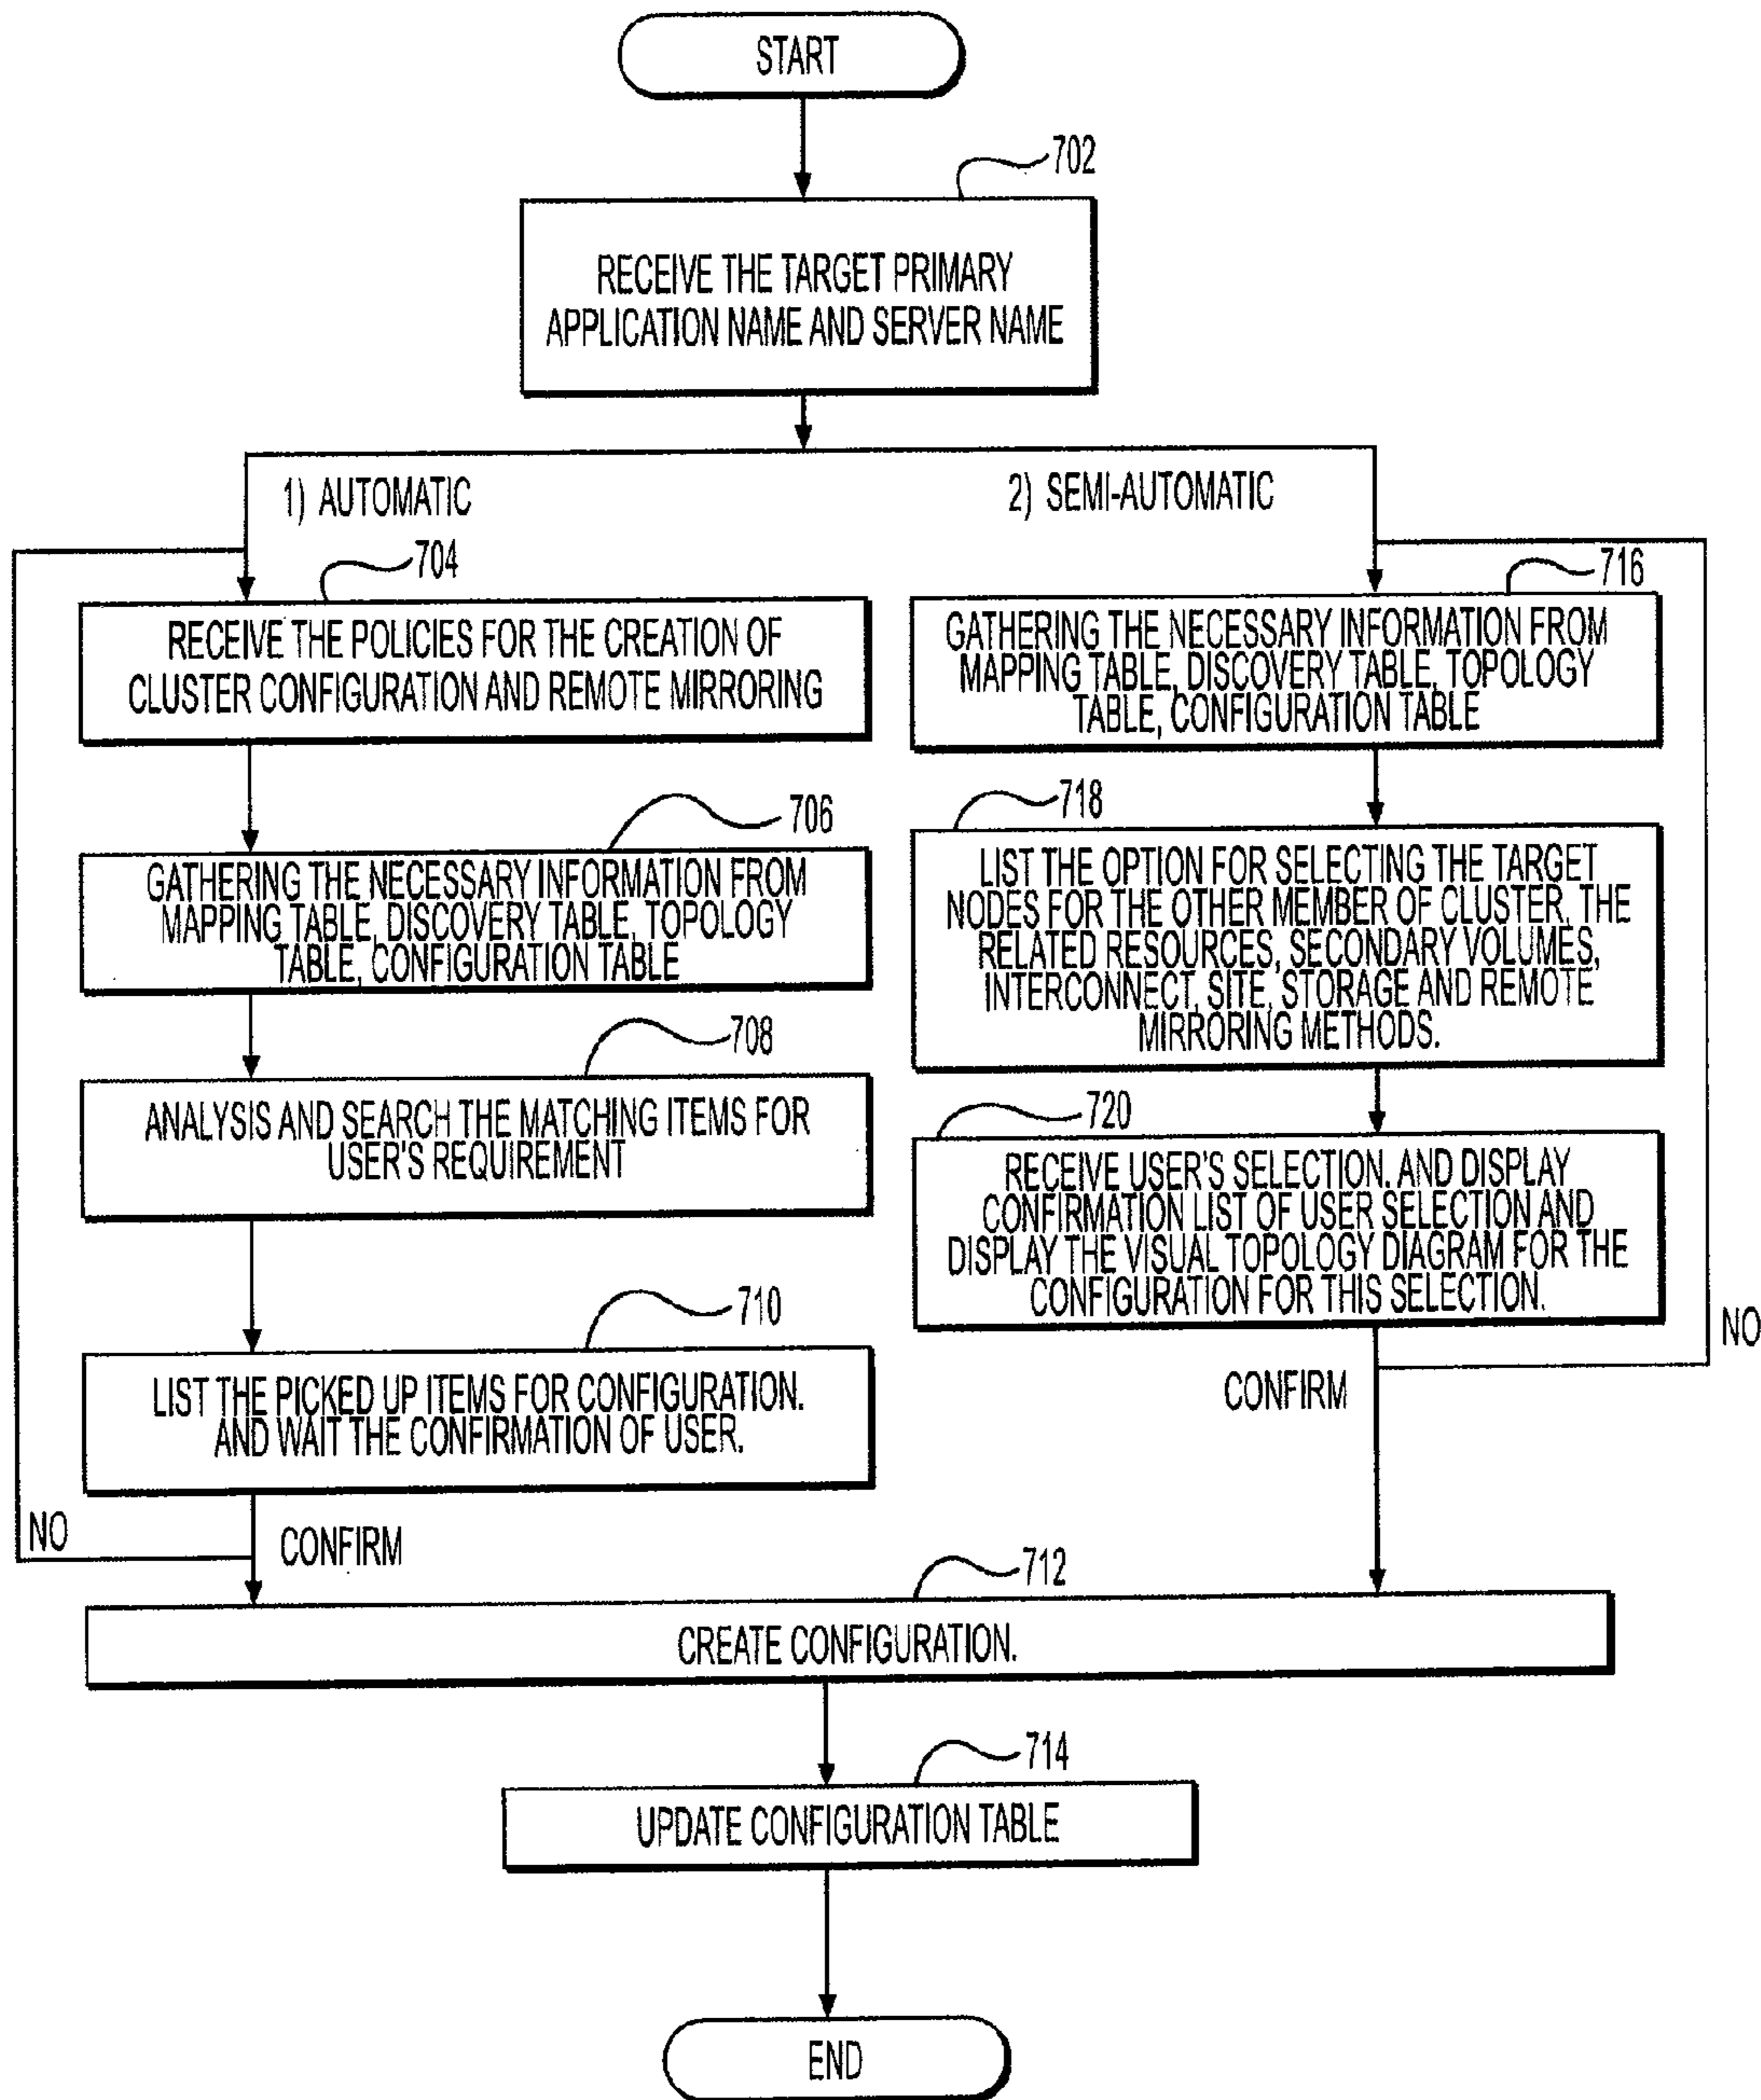 START
702
RECEIVE THE TARGET PRIMARY
APPLICATION NAME AND SERVER NAME
1) AUTOMATIC
704
RECEIVE THE POLICIES FOR THE CREATION OF
CLUSTER CONFIGURATION AND REMOTE MIRRORING
706
GATHERING THE NECESSARY INFORMATION FROM
MAPPING TABLE, DISCOVERY TABLE, TOPOLOGY
TABLE, CONFIGURATION TABLE
708
ANALYSIS AND SEARCH THE MATCHING ITEMS FOR
USER'S REQUIREMENT
710
LIST THE PICKED UP ITEMS FOR CONFIGURATION.
AND WAIT THE CONFIRMATION OF USER.
NO
CONFIRM
2) SEMI-AUTOMATIC
716
GATHERING THE NECESSARY INFORMATION FROM
MAPPING TABLE, DISCOVERY TABLE, TOPOLOGY
TABLE, CONFIGURATION TABLE
718
LIST THE OPTION FOR SELECTING THE TARGET
NODES FOR THE OTHER MEMBER OF CLUSTER, THE
RELATED RESOURCES, SECONDARY VOLUMES,
INTERCONNECT, SITE, STORAGE AND REMOTE
MIRRORING METHODS.
720
RECEIVE USER'S SELECTION. AND DISPLAY
CONFIRMATION LIST OF USER SELECTION AND
DISPLAY THE VISUAL TOPOLOGY DIAGRAM FOR THE
CONFIGURATION FOR THIS SELECTION.
NO
CONFIRM
712
CREATE CONFIGURATION.
714
UPDATE CONFIGURATION TABLE
END